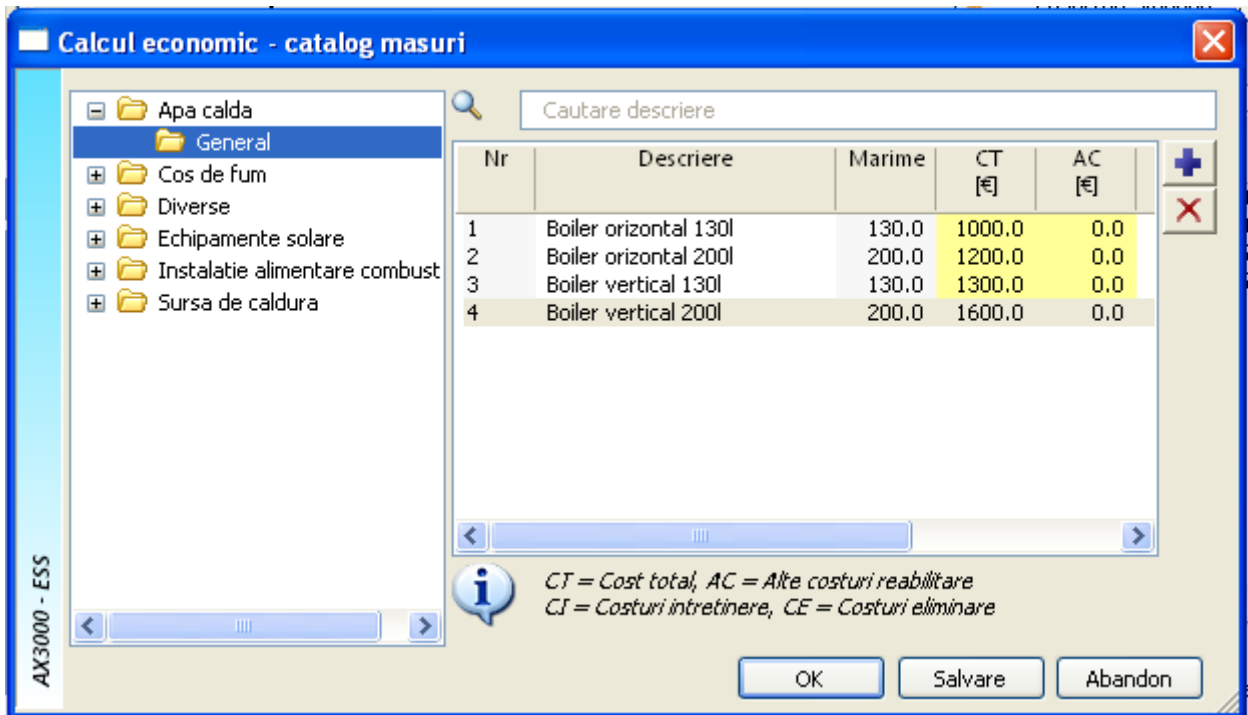 Calcul economic - catalog masuri
Apa calda
General
Cos de fum
Diverse
Echipamente solare
Instalatie alimentare combust
Sursa de caldura
Cautare descriere
Nr Descriere Marime CT [€] AC [€]
1 Boiler orizontal 130l 130.0 1000.0 0.0
2 Boiler orizontal 200l 200.0 1200.0 0.0
3 Boiler vertical 130l 130.0 1300.0 0.0
4 Boiler vertical 200l 200.0 1600.0 0.0
CT = Cost total, AC = Alte costuri reabilitare
CI = Costuri intretinere, CE = Costuri eliminare
AX3000 - ESS
OK Salvare Abandon